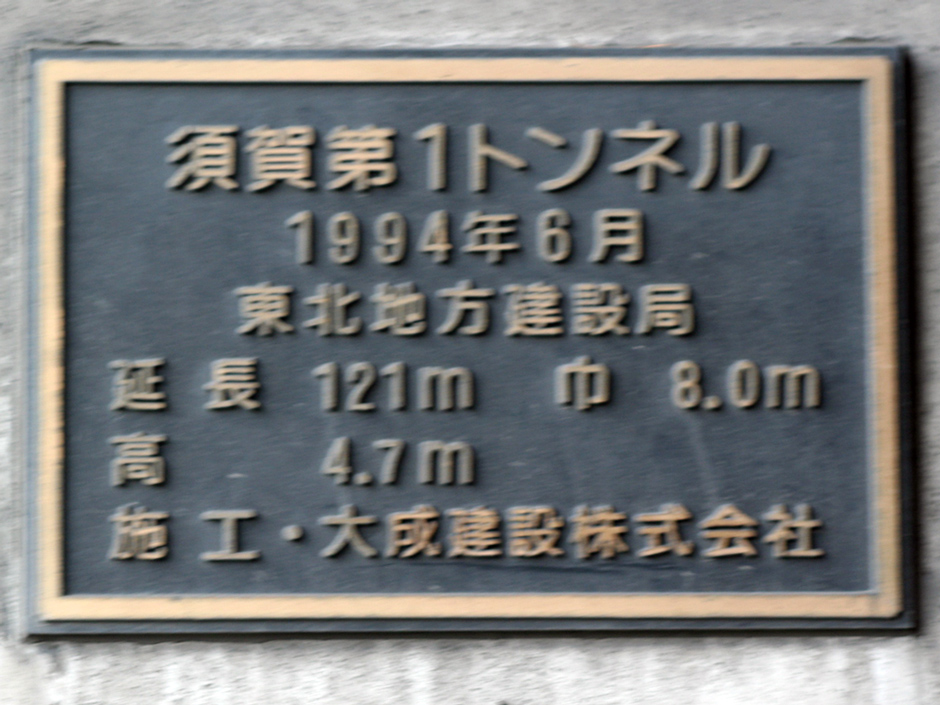 須賀第1トンネル
1994年6月
東北地方建設局
延長 121m 巾 8.0m
高 4.7m
施工・大成建設株式会社